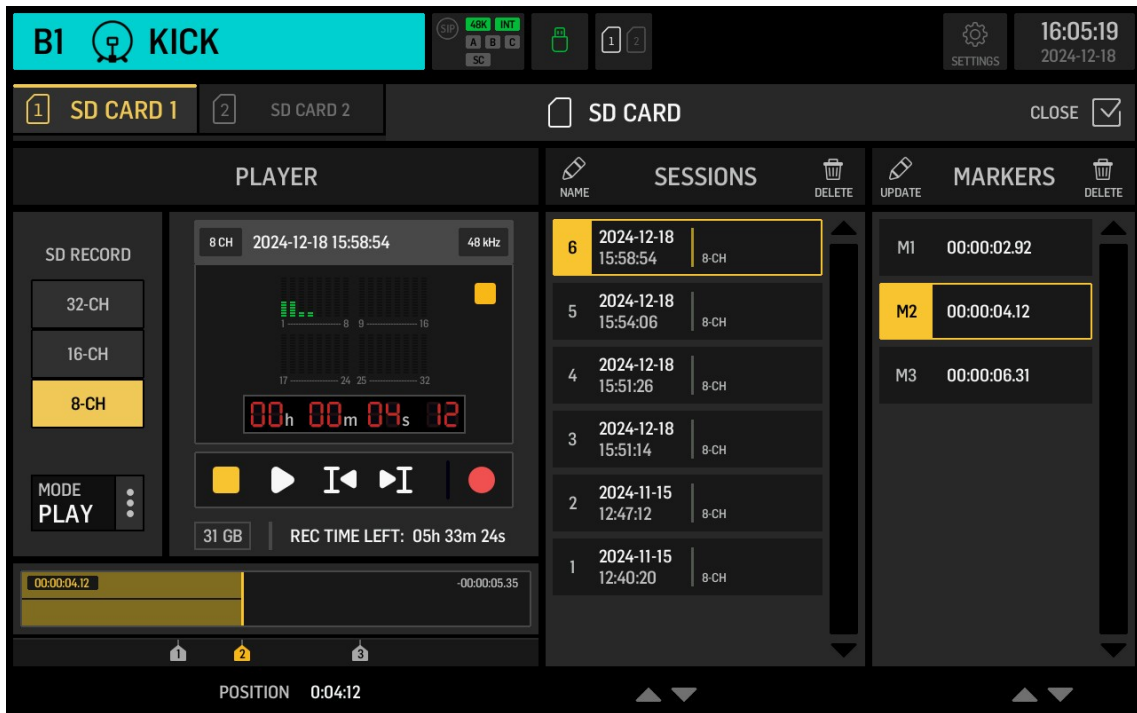 B1 KICK
SIP 48K INT
A B C
SC
1 2
SETTINGS
16:05:19
2024-12-18
1 SD CARD 1
2 SD CARD 2
SD CARD
CLOSE
PLAYER
NAME
SESSIONS
DELETE
UPDATE
MARKERS
DELETE
SD RECORD
32-CH
16-CH
8-CH
MODE
PLAY
8 CH 2024-12-18 15:58:54 48 kHz
1 8 9 16
17 24 25 32
00h 00m 04s 12
31 GB REC TIME LEFT: 05h 33m 24s
00:00:04.12 -00:00:05.35
1 2 3
POSITION 0:04:12
6 2024-12-18
15:58:54 8-CH
5 2024-12-18
15:54:06 8-CH
4 2024-12-18
15:51:26 8-CH
3 2024-12-18
15:51:14 8-CH
2 2024-11-15
12:47:12 8-CH
1 2024-11-15
12:40:20 8-CH
M1 00:00:02.92
M2 00:00:04.12
M3 00:00:06.31